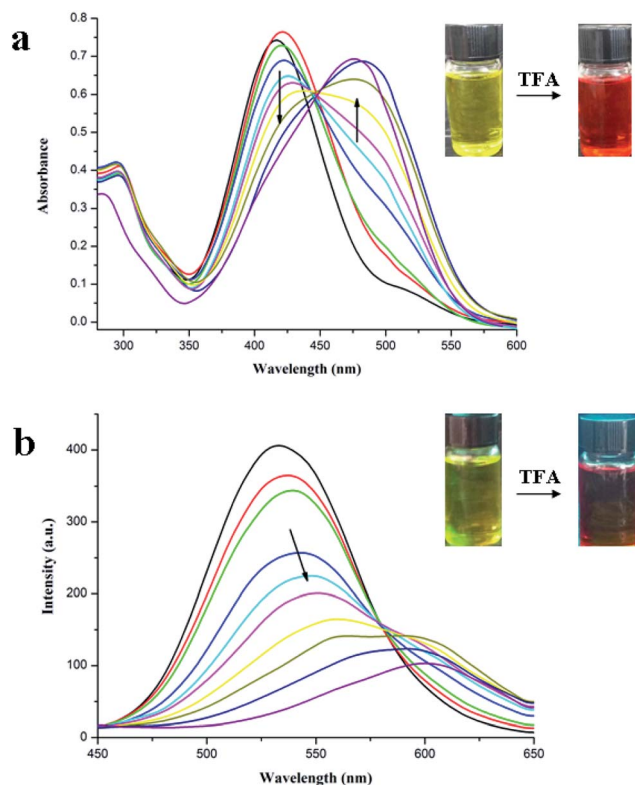 a
0.8
0.7
0.6
0.5
0.4
0.3
0.2
0.1
0.0
Absorbance
300 350 400 450 500 550 600
Wavelength (nm)
TFA
b
400
300
200
100
0
Intensity (a.u.)
450 500 550 600 650
Wavelength (nm)
TFA